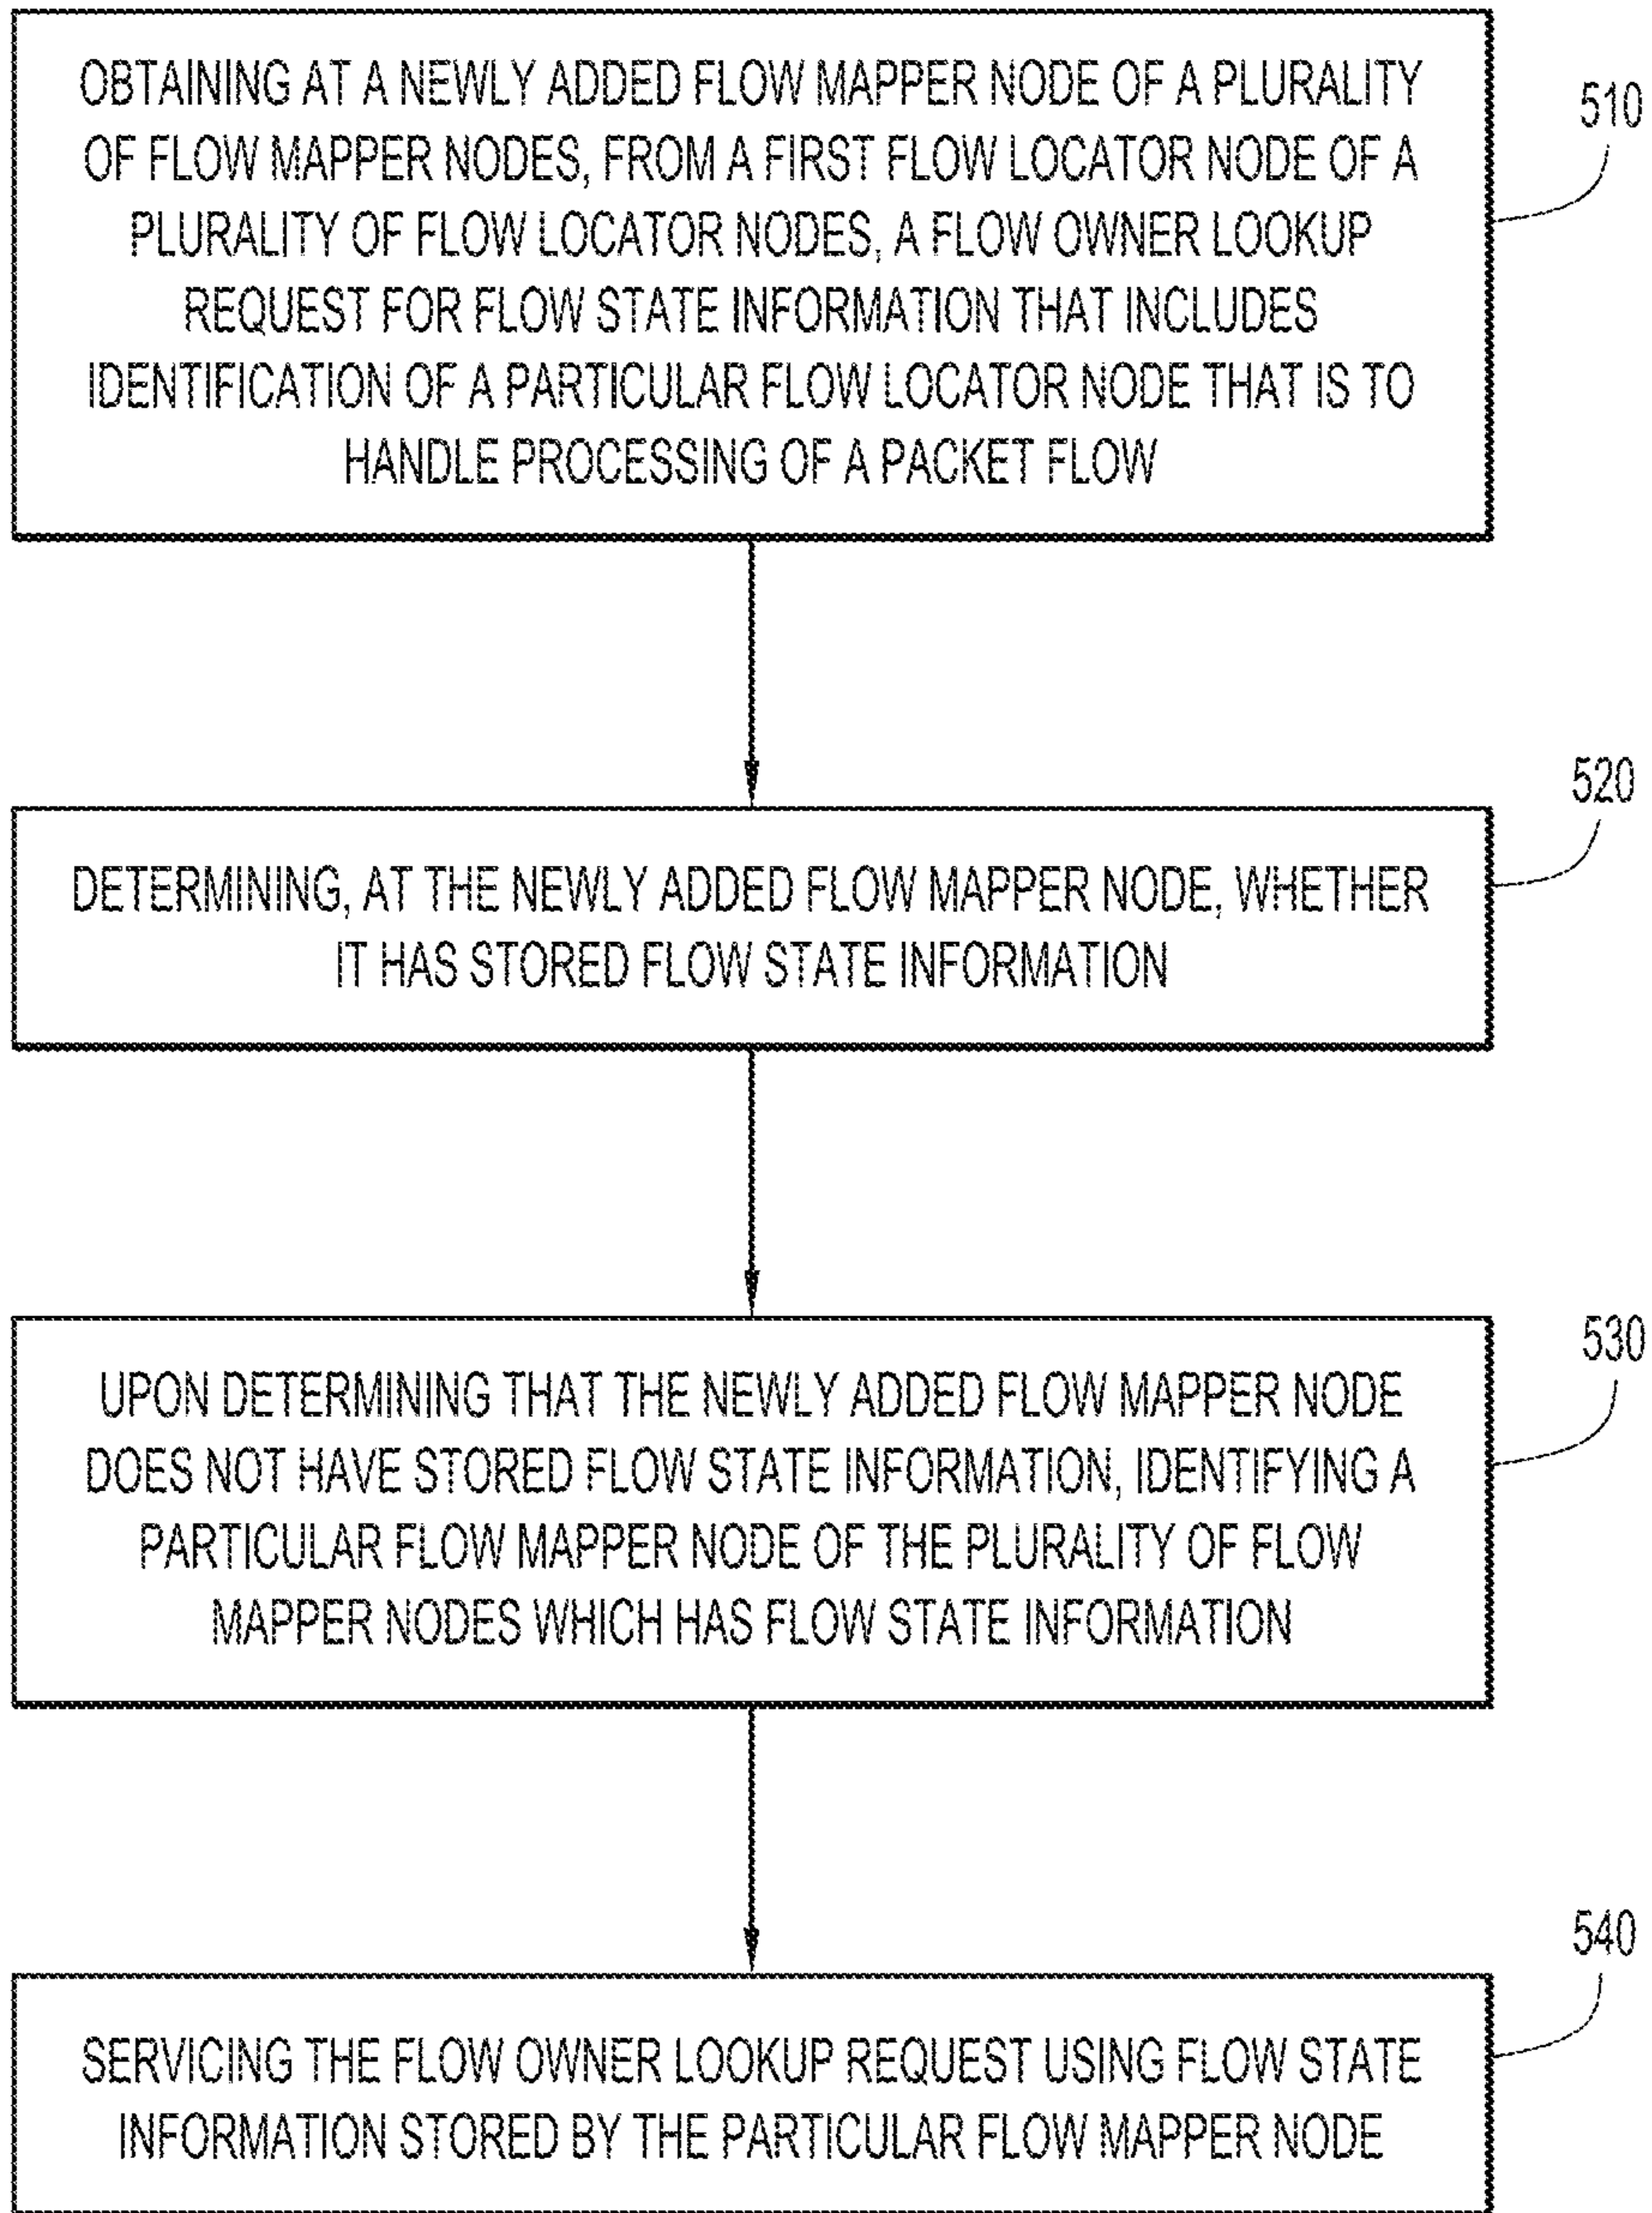 OBTAINING AT A NEWLY ADDED FLOW MAPPER NODE OF A PLURALITY
OF FLOW MAPPER NODES, FROM A FIRST FLOW LOCATOR NODE OF A
PLURALITY OF FLOW LOCATOR NODES, A FLOW OWNER LOOKUP
REQUEST FOR FLOW STATE INFORMATION THAT INCLUDES
IDENTIFICATION OF A PARTICULAR FLOW LOCATOR NODE THAT IS TO
HANDLE PROCESSING OF A PACKET FLOW
510
DETERMINING, AT THE NEWLY ADDED FLOW MAPPER NODE, WHETHER
IT HAS STORED FLOW STATE INFORMATION
520
UPON DETERMINING THAT THE NEWLY ADDED FLOW MAPPER NODE
DOES NOT HAVE STORED FLOW STATE INFORMATION, IDENTIFYING A
PARTICULAR FLOW MAPPER NODE OF THE PLURALITY OF FLOW
MAPPER NODES WHICH HAS FLOW STATE INFORMATION
530
SERVICING THE FLOW OWNER LOOKUP REQUEST USING FLOW STATE
INFORMATION STORED BY THE PARTICULAR FLOW MAPPER NODE
540